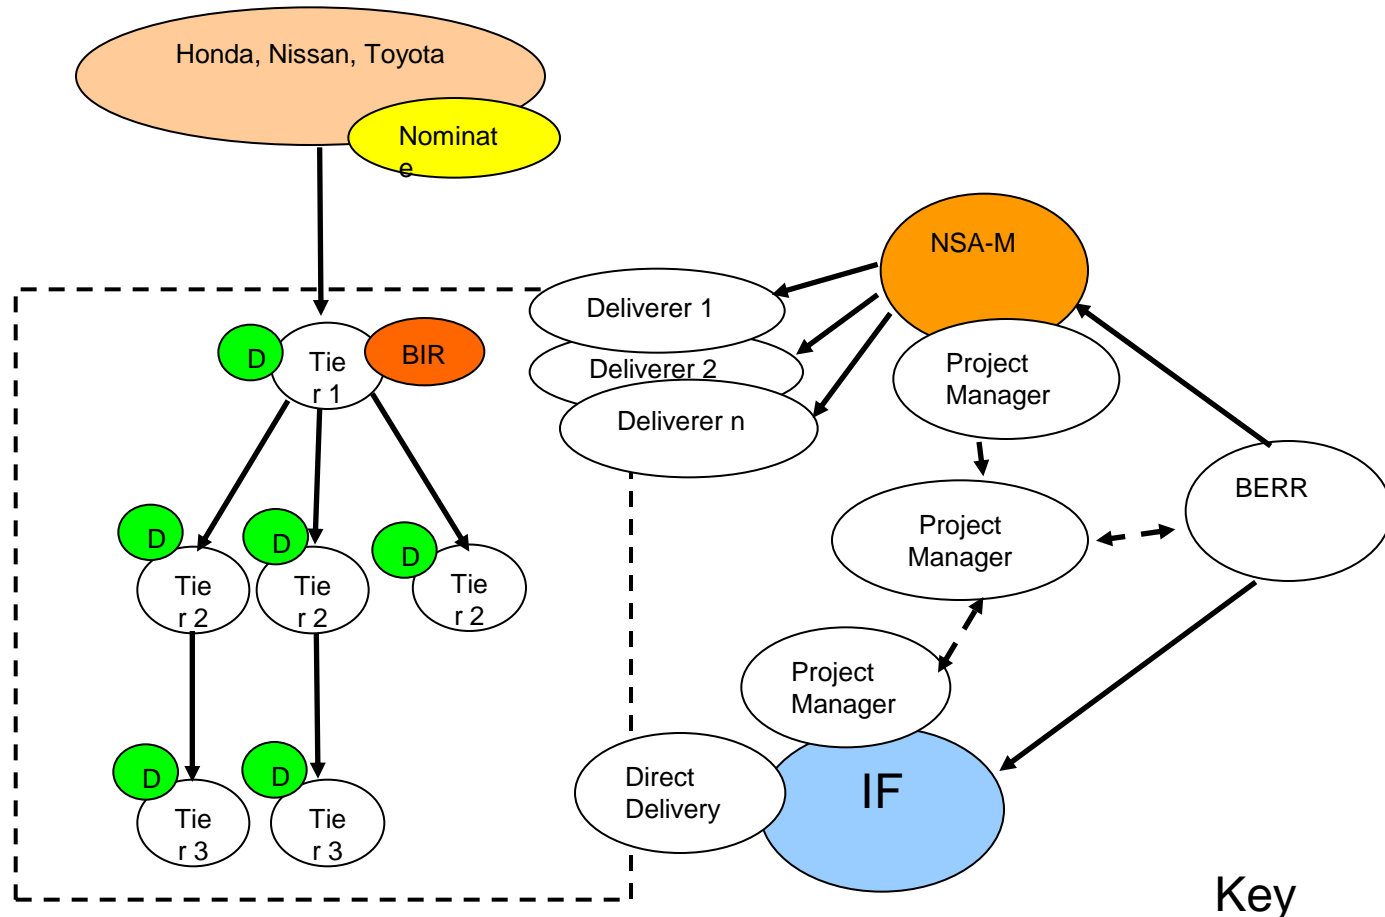 Honda, Nissan, Toyota
Nominat
e
NSA-M
Deliverer 1
D
Tie
r 1
BIR
Deliverer 2
Project
Manager
Deliverer n
BERR
D
D
D
Project
Manager
Tie
r 2
Tie
r 2
Tie
r 2
Project
Manager
D
D
Direct
Delivery
IF
Tie
r 3
Tie
r 3
Key